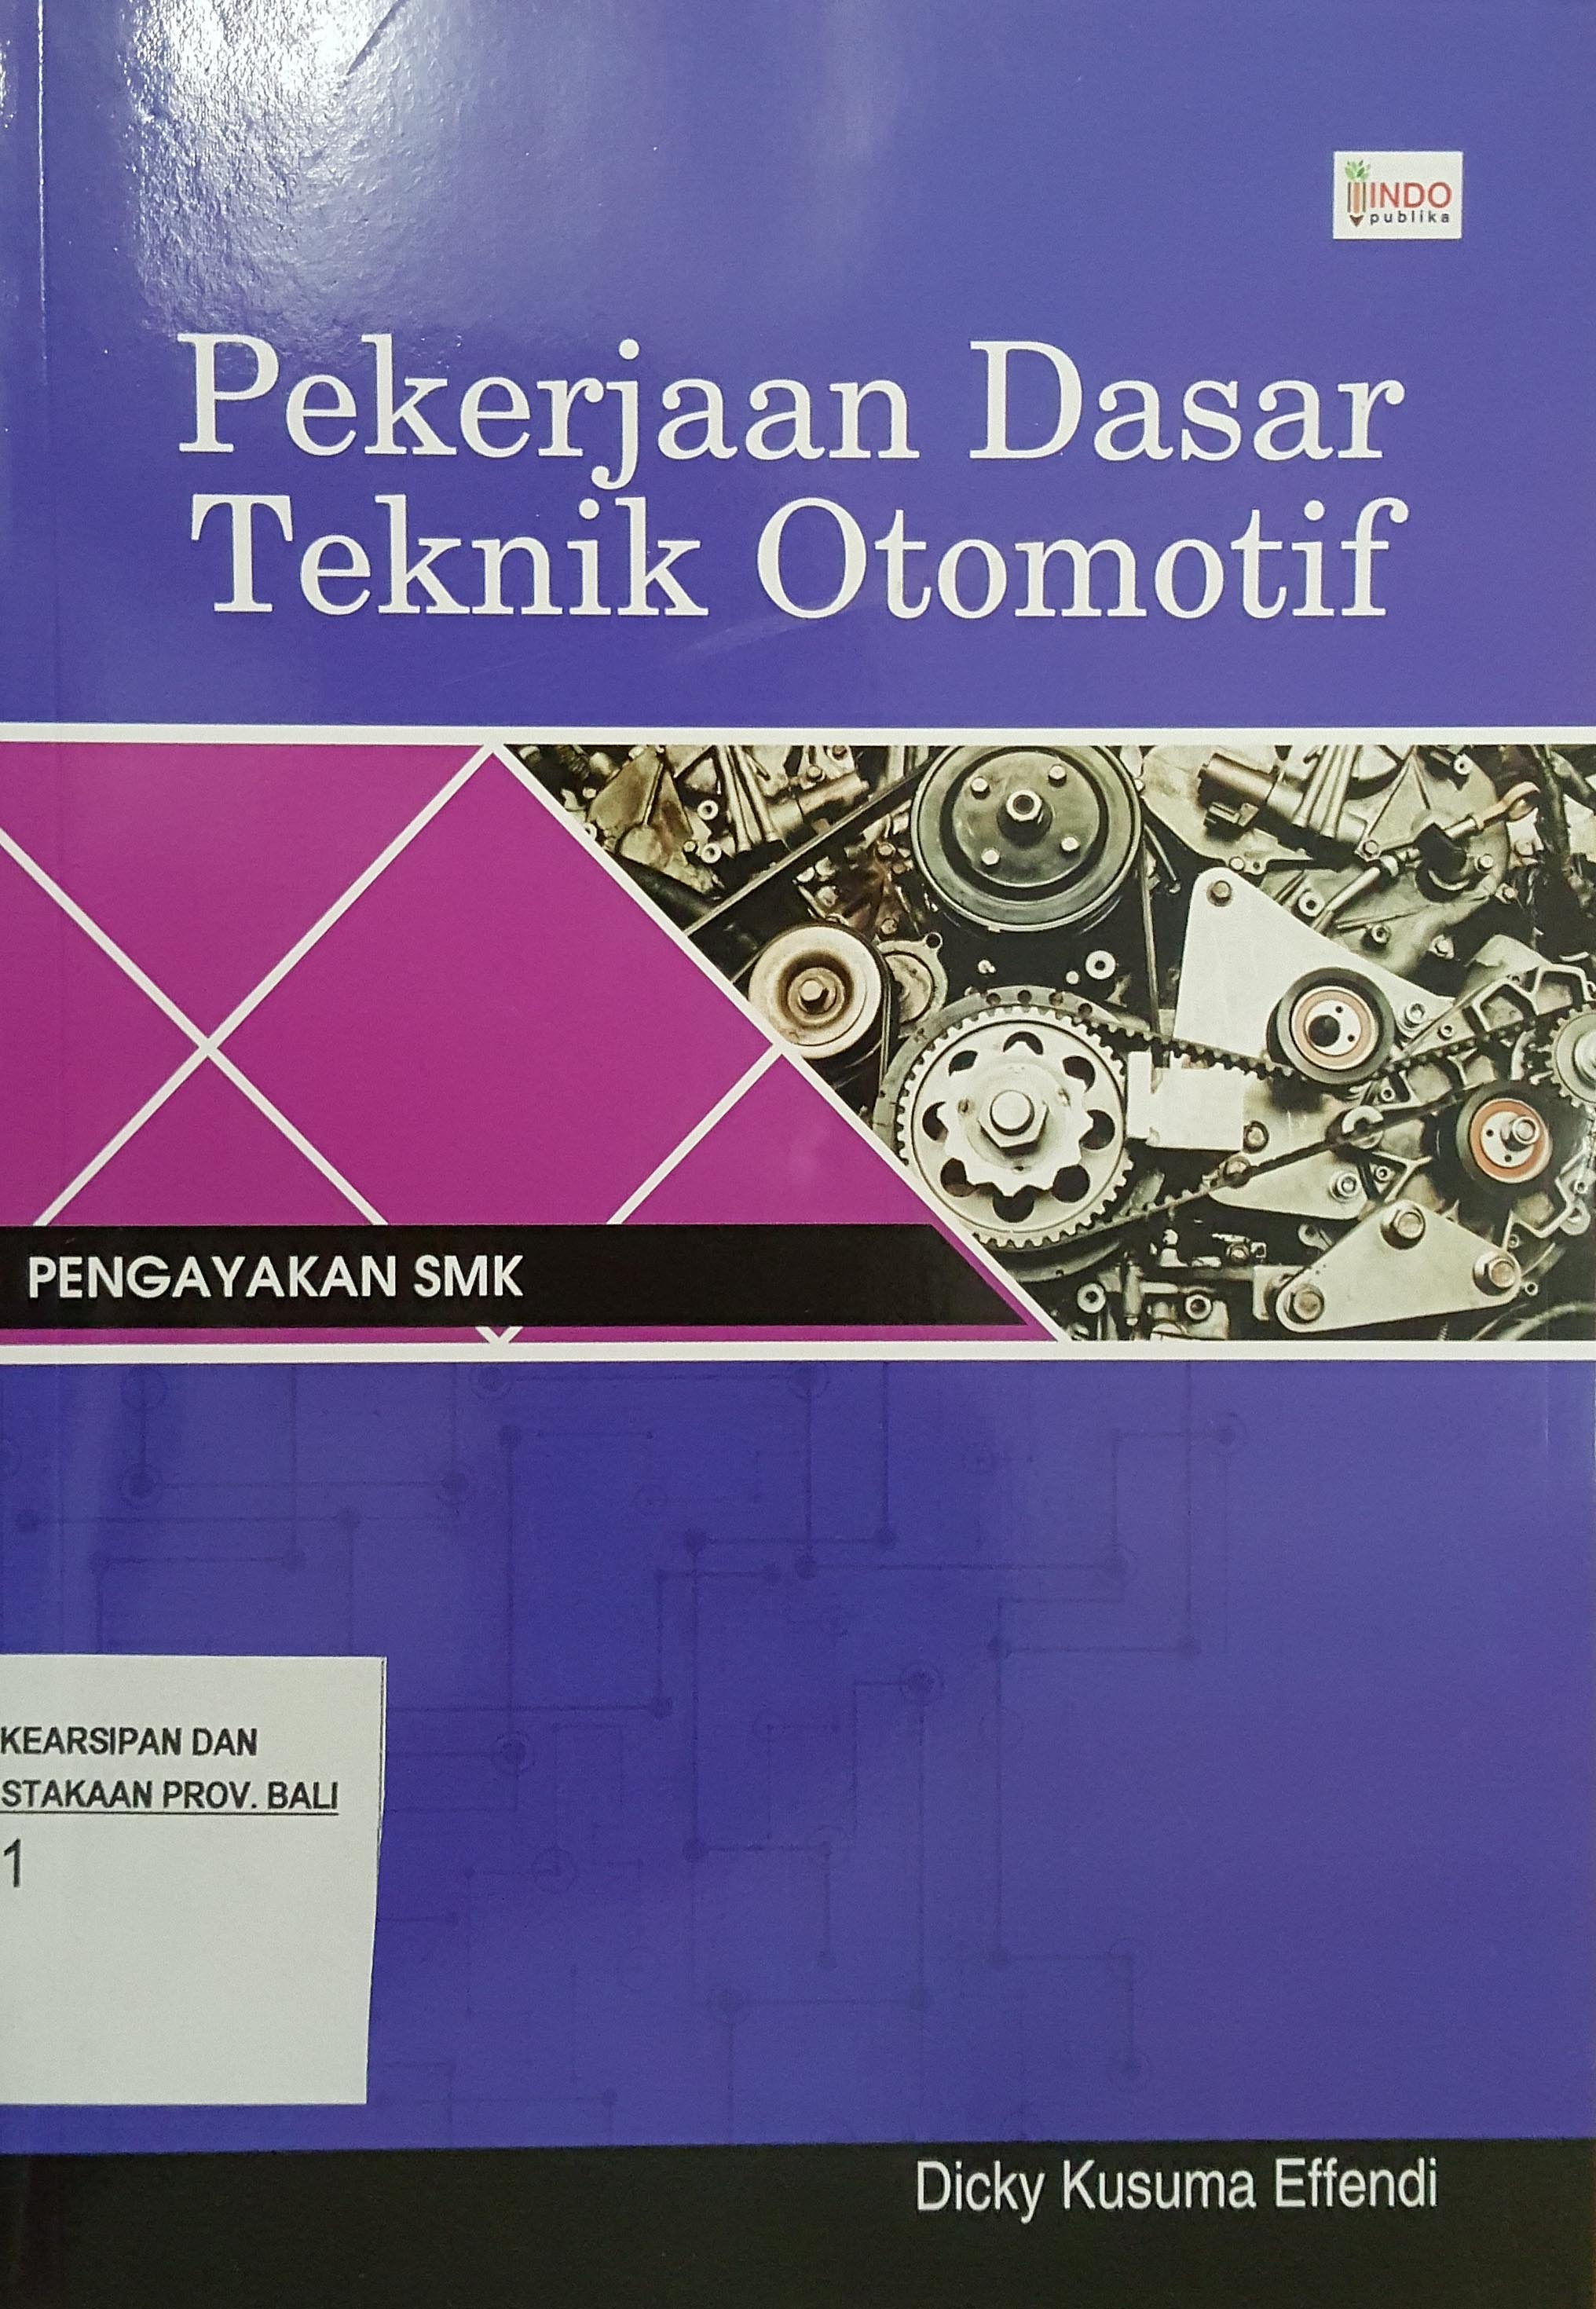 INDO
publika
Pekerjaan Dasar
Teknik Otomotif
PENGAYAKAN SMK
KEARSIPAN DAN
STAKAAN PROV. BALI
1
Dicky Kusuma Effendi